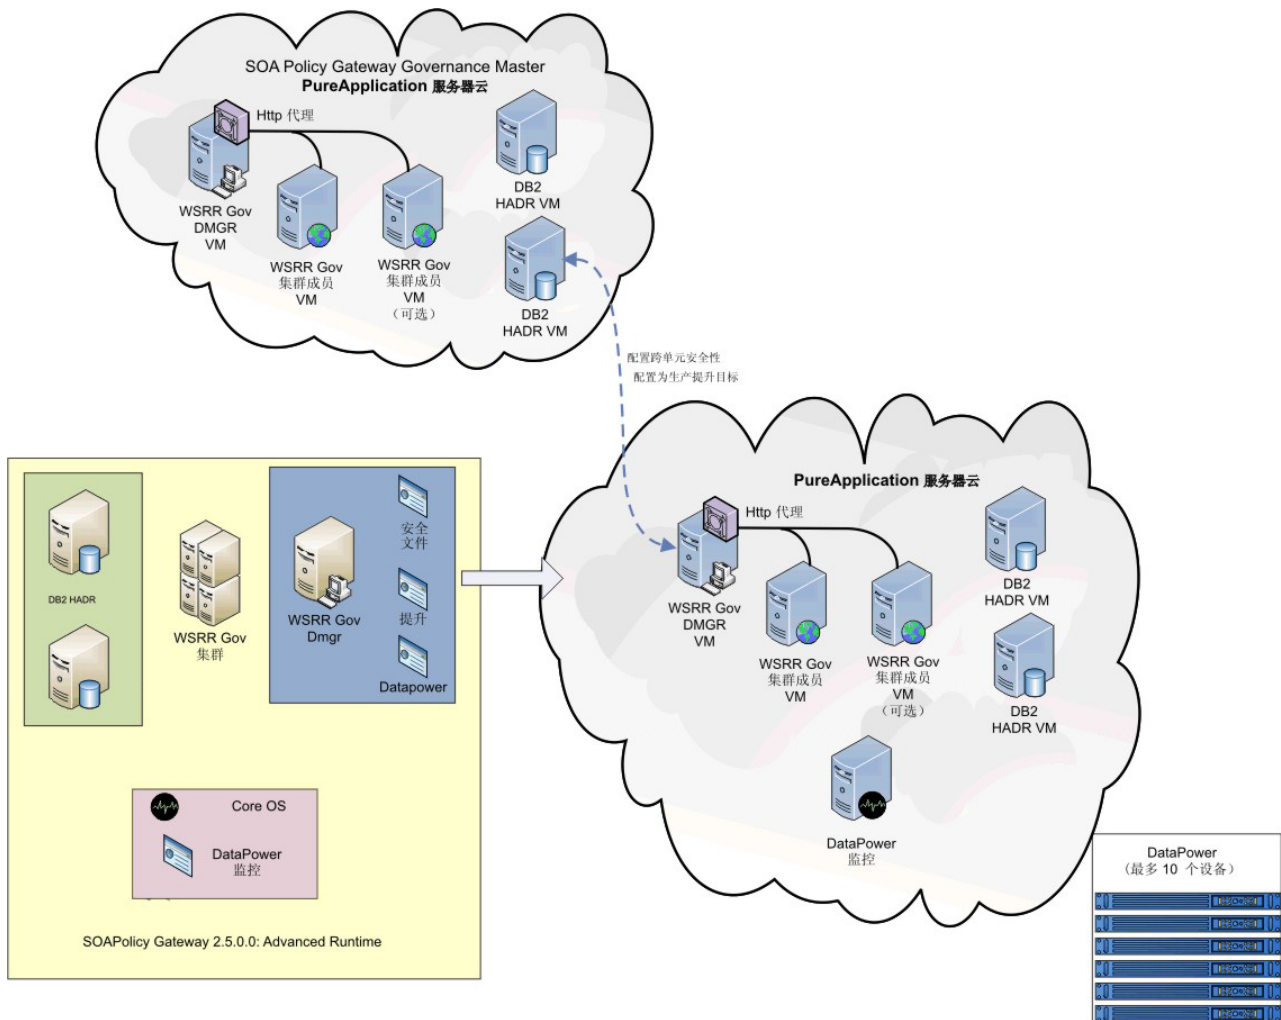 SOA Policy Gateway Governance Master
PureApplication 服务器云
Http 代理
WSRR Gov
DMGR
VM
WSRR Gov
集群成员
VM
WSRR Gov
集群成员
VM
（可选）
DB2
HADR VM
DB2
HADR VM
配置跨单元安全性
配置为生产提升目标
DB2 HADR
WSRR Gov
集群
WSRR Gov
Dmgr
安全
文件
提升
Datapower
Core OS
DataPower
监控
SOAPolicy Gateway 2.5.0.0: Advanced Runtime
PureApplication 服务器云
Http 代理
WSRR Gov
DMGR
VM
WSRR Gov
集群成员
VM
WSRR Gov
集群成员
VM
（可选）
DB2
HADR VM
DB2
HADR VM
DataPower
监控
DataPower
（最多 10 个设备）